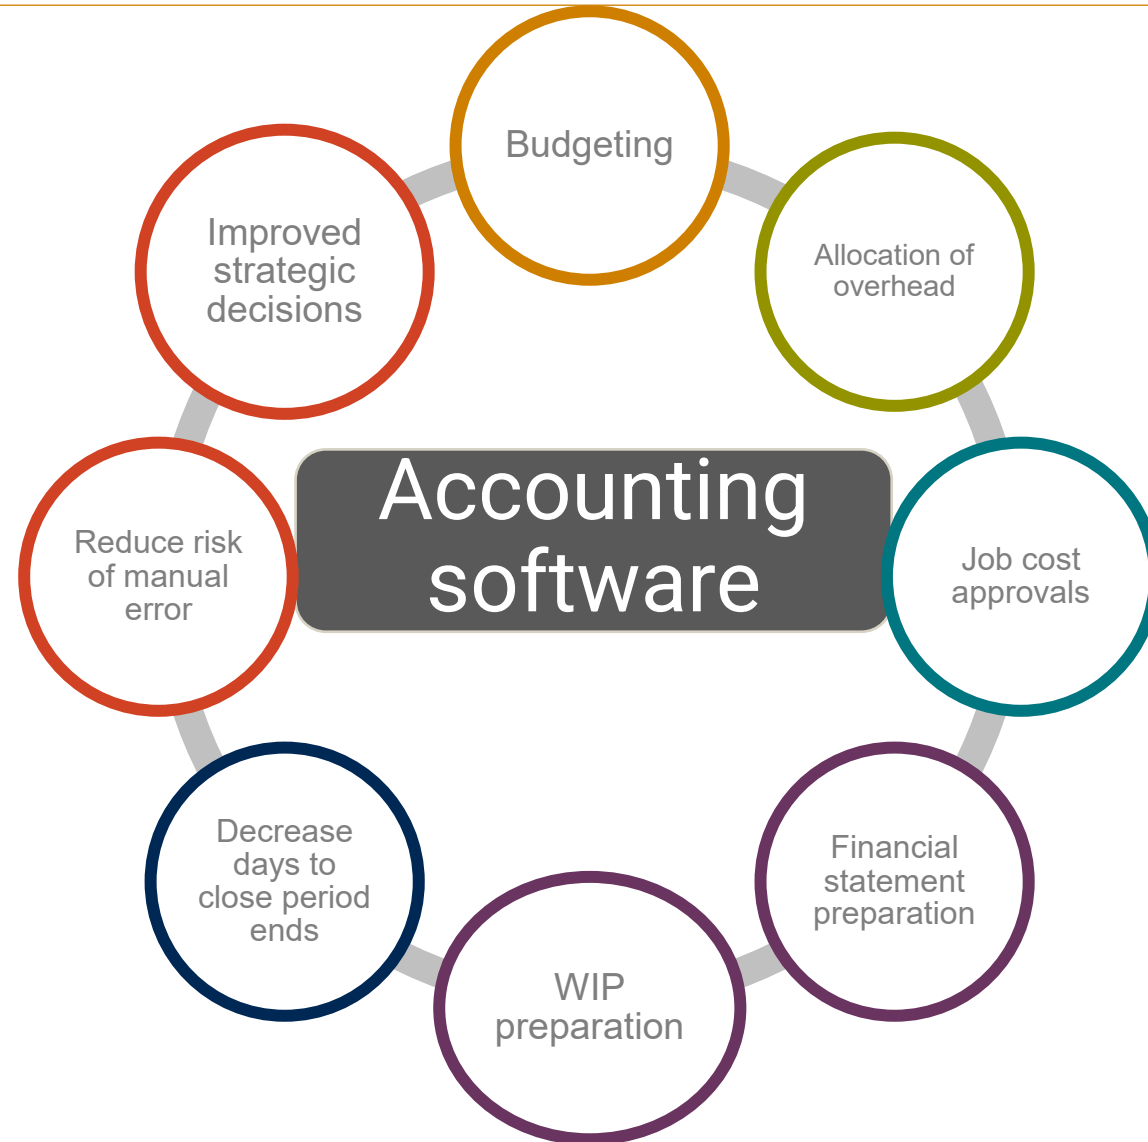 Budgeting
Allocation of
overhead
Job cost
approvals
Financial
statement
preparation
WIP
preparation
Decrease
days to
close period
ends
Reduce risk
of manual
error
Improved
strategic
decisions
Accounting
software